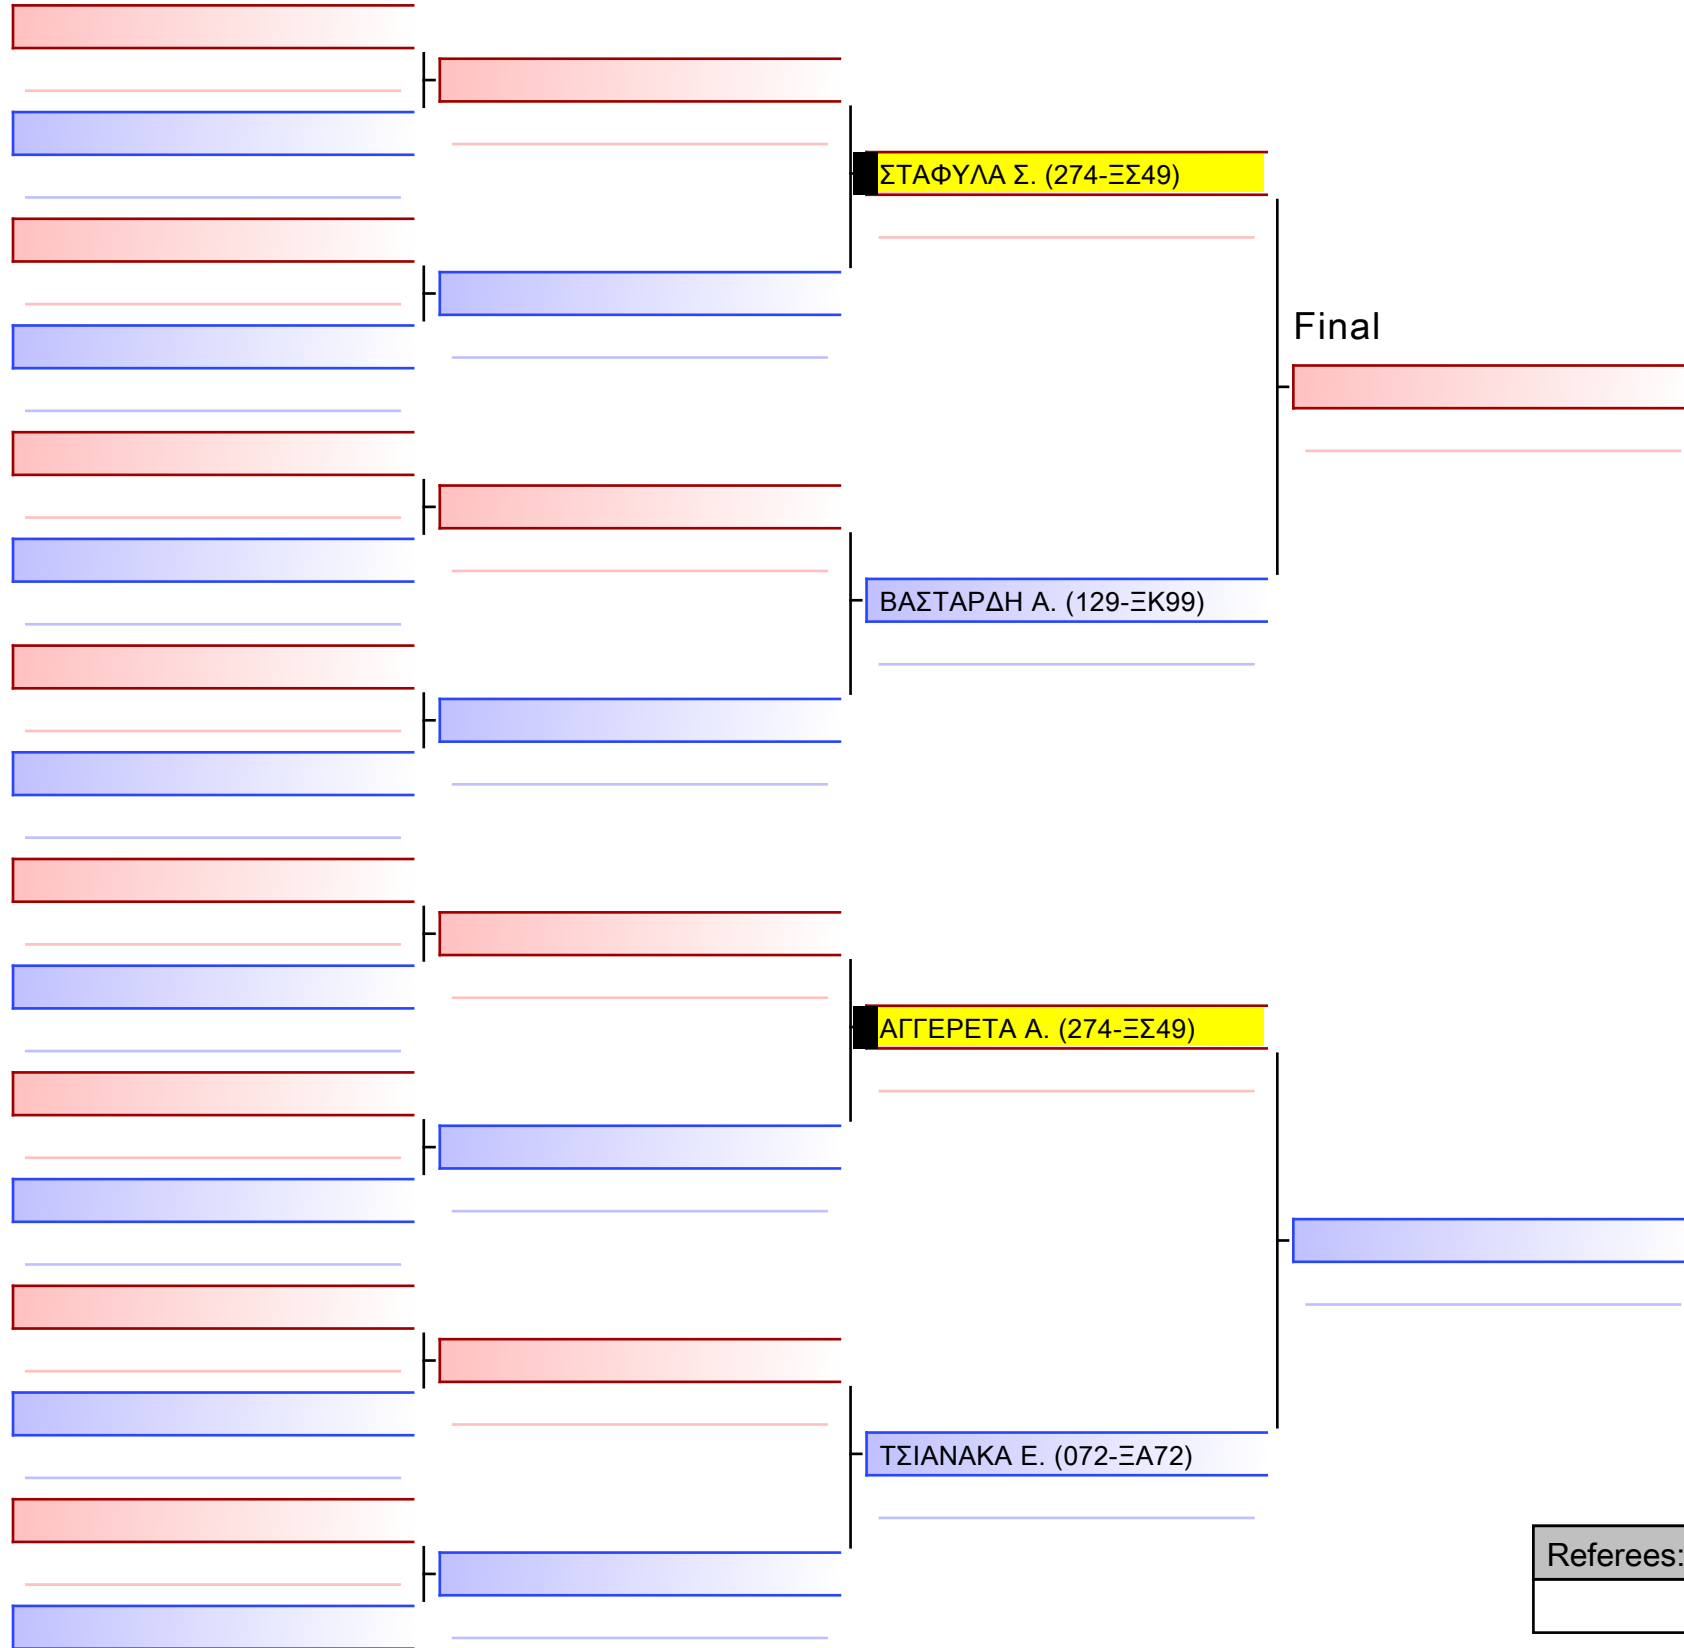 ΣΤΑΦΥΛΑ Σ. (274-ΞΣ49)
Final
ΒΑΣΤΑΡΔΗ Α. (129-ΞΚ99)
ΑΓΓΕΡΕΤΑ Α. (274-ΞΣ49)
ΤΣΙΑΝΑΚΑ Ε. (072-ΞΑ72)
Referees: